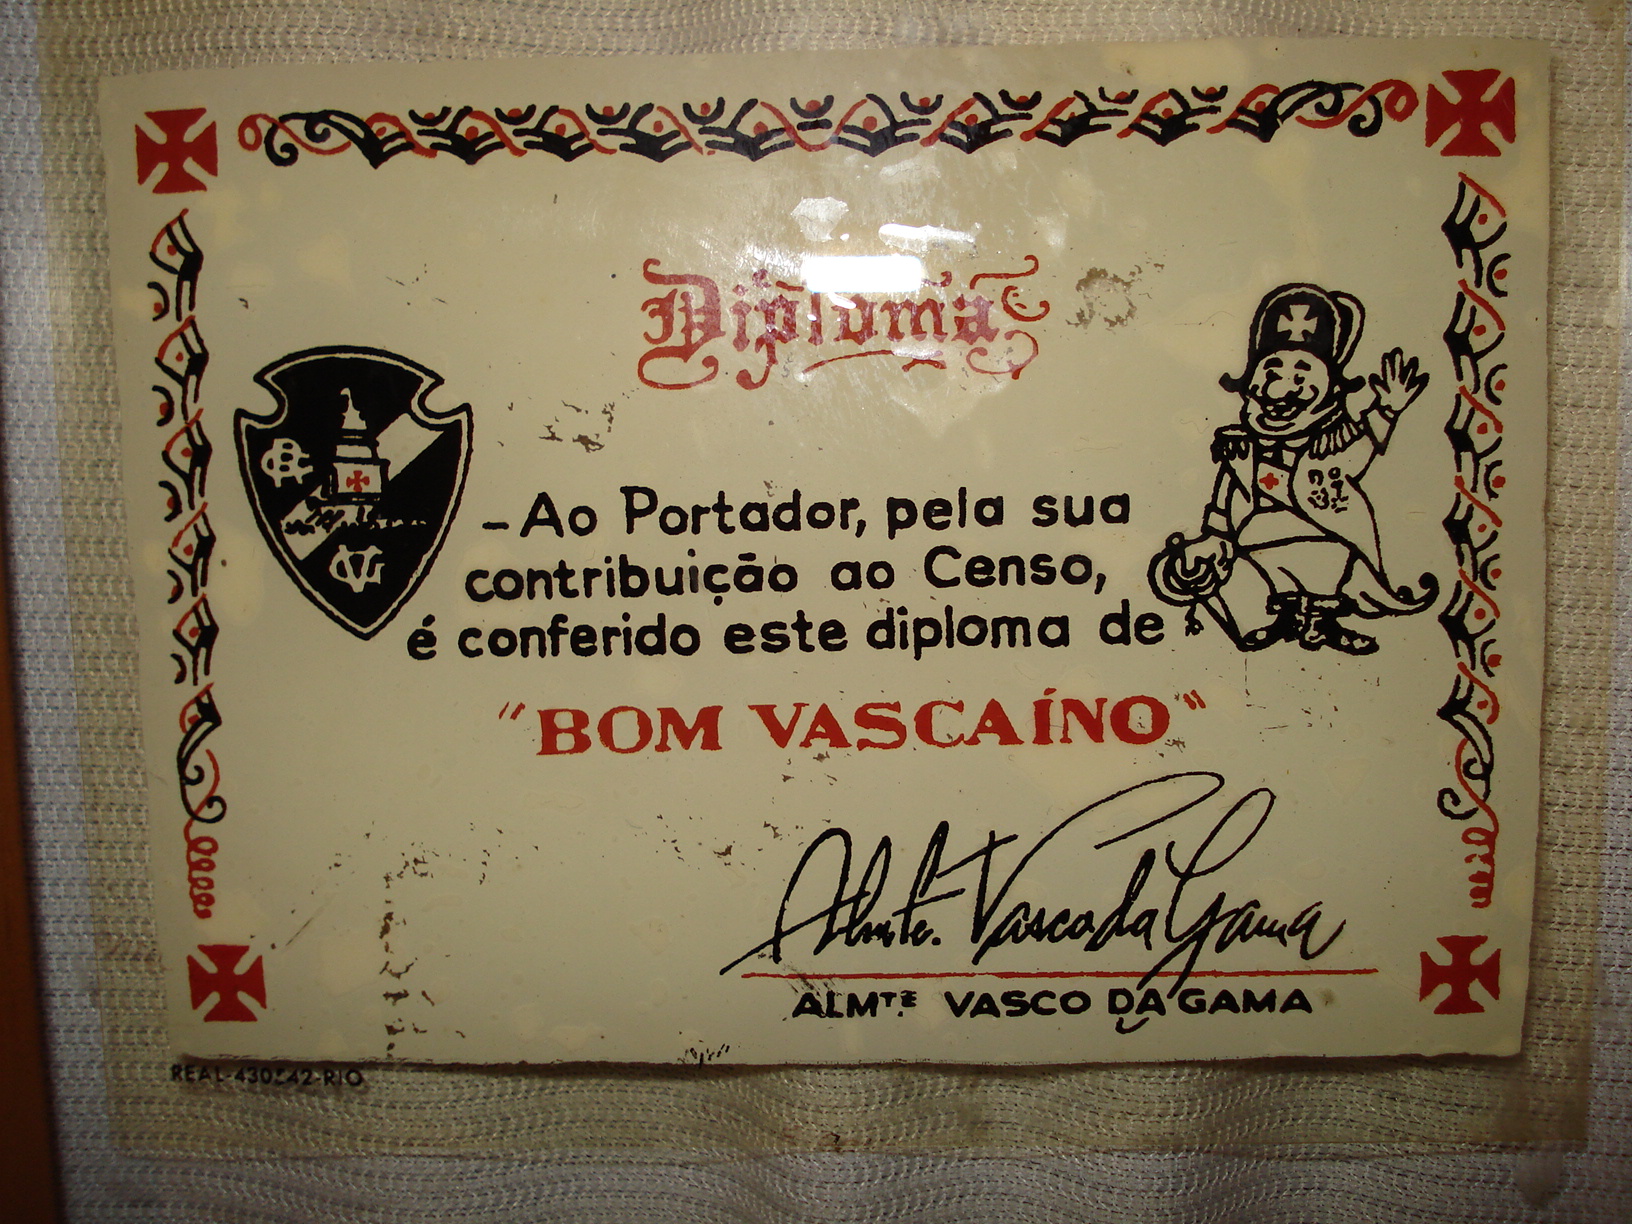 Diploma
– Ao Portador, pela sua
contribuição ao Censo,
é conferido este diploma de
"BOM VASCAÍNO"
Almte. Vasco da Gama
ALMTE. VASCO DA GAMA